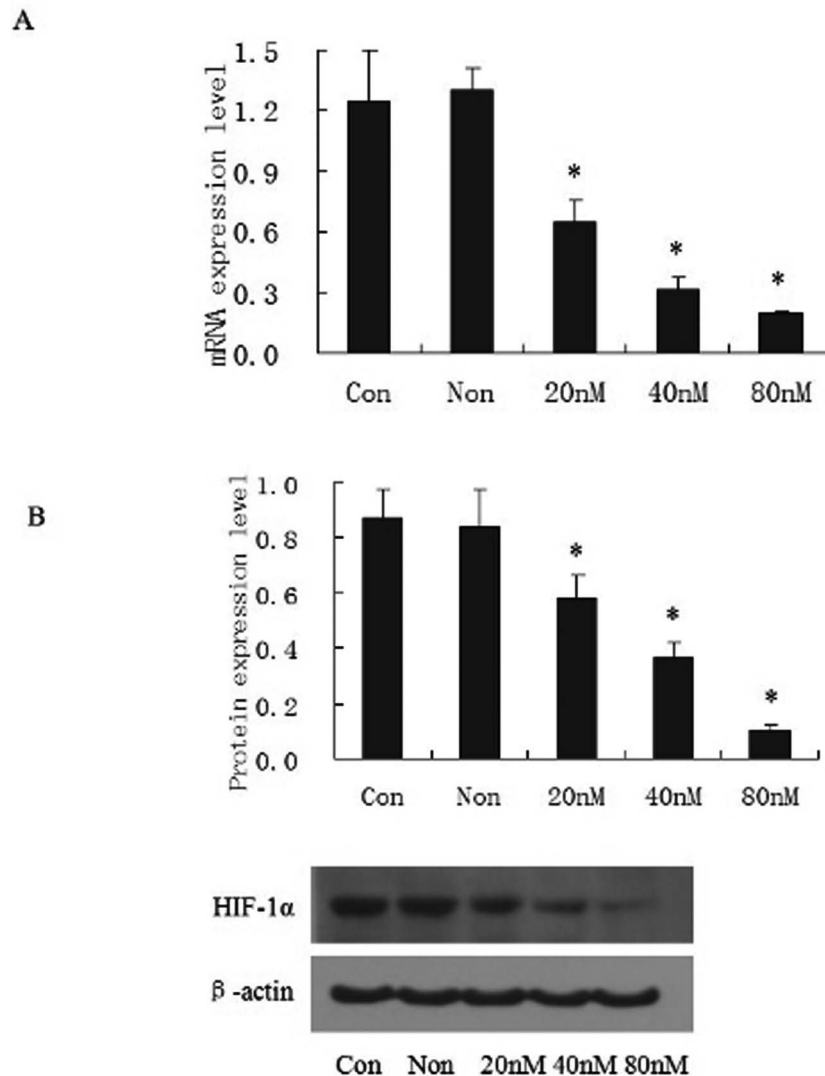 A
mRNA expression level
1.5
1.2
0.9
0.6
0.3
0.0
*
*
*
Con Non 20nM 40nM 80nM
B
Protein expression level
1.0
0.8
0.6
0.4
0.2
0.0
*
*
*
Con Non 20nM 40nM 80nM
HIF-1α
β-actin
Con Non 20nM 40nM 80nM